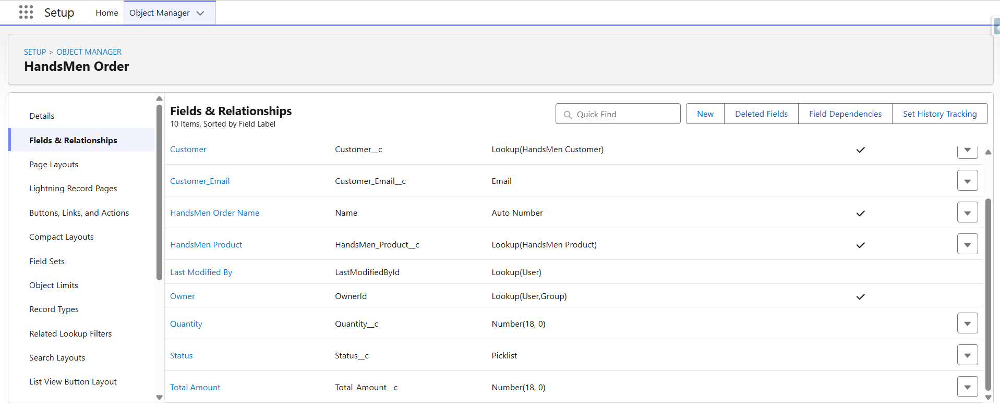 Setup Home Object Manager
SETUP > OBJECT MANAGER
HandsMen Order
Details
Fields & Relationships
Page Layouts
Lightning Record Pages
Buttons, Links, and Actions
Compact Layouts
Field Sets
Object Limits
Record Types
Related Lookup Filters
Search Layouts
List View Button Layout
Fields & Relationships
10 Items, Sorted by Field Label
Quick Find New Deleted Fields Field Dependencies Set History Tracking
Customer Customer__c Lookup(HandsMen Customer)
Customer_Email Customer_Email__c Email
HandsMen Order Name Name Auto Number
HandsMen Product HandsMen_Product__c Lookup(HandsMen Product)
Last Modified By LastModifiedById Lookup(User)
Owner OwnerId Lookup(User,Group)
Quantity Quantity__c Number(18, 0)
Status Status__c Picklist
Total Amount Total_Amount__c Number(18, 0)